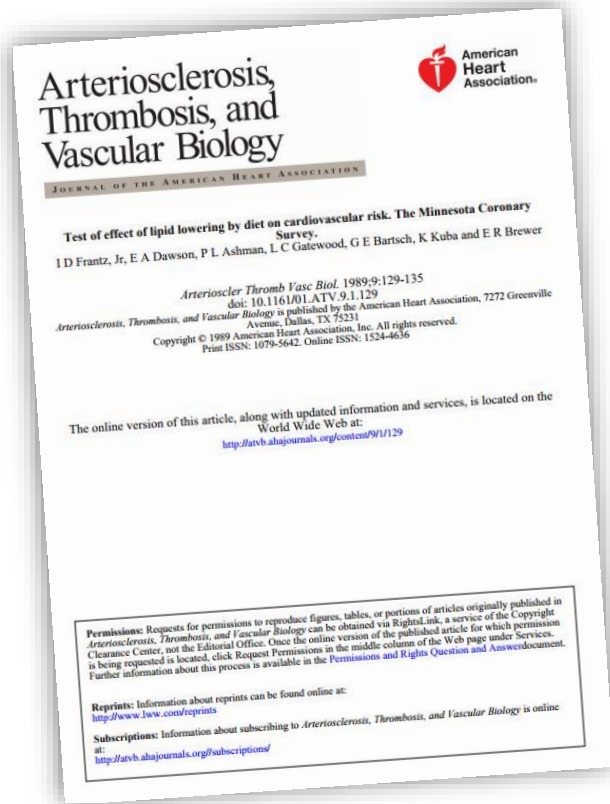 Arteriosclerosis,
Thrombosis, and
Vascular Biology
JOURNAL OF THE AMERICAN HEART ASSOCIATION
American
Heart
Association®
Test of effect of lipid lowering by diet on cardiovascular risk. The Minnesota Coronary
Survey.
I D Frantz, Jr, E A Dawson, P L Ashman, L C Gatewood, G E Bartsch, K Kuba and E R Brewer
Arterioscler Thromb Vasc Biol. 1989;9:129-135
doi: 10.1161/01.ATV.9.1.129
Arteriosclerosis, Thrombosis, and Vascular Biology is published by the American Heart Association, 7272 Greenville
Avenue, Dallas, TX 75231
Copyright © 1989 American Heart Association, Inc. All rights reserved.
Print ISSN: 1079-5642. Online ISSN: 1524-4636
The online version of this article, along with updated information and services, is located on the
World Wide Web at:
http://atvb.ahajournals.org/content/9/1/129
Permissions: Requests for permissions to reproduce figures, tables, or portions of articles originally published in
Arteriosclerosis, Thrombosis, and Vascular Biology can be obtained via RightsLink, a service of the Copyright
Clearance Center, not the Editorial Office. Once the online version of the published article for which permission
is being requested is located, click Request Permissions in the middle column of the Web page under Services.
Further information about this process is available in the Permissions and Rights Question and Answerdocument.
Reprints: Information about reprints can be found online at:
http://www.lww.com/reprints
Subscriptions: Information about subscribing to Arteriosclerosis, Thrombosis, and Vascular Biology is online
at:
http://atvb.ahajournals.org//subscriptions/